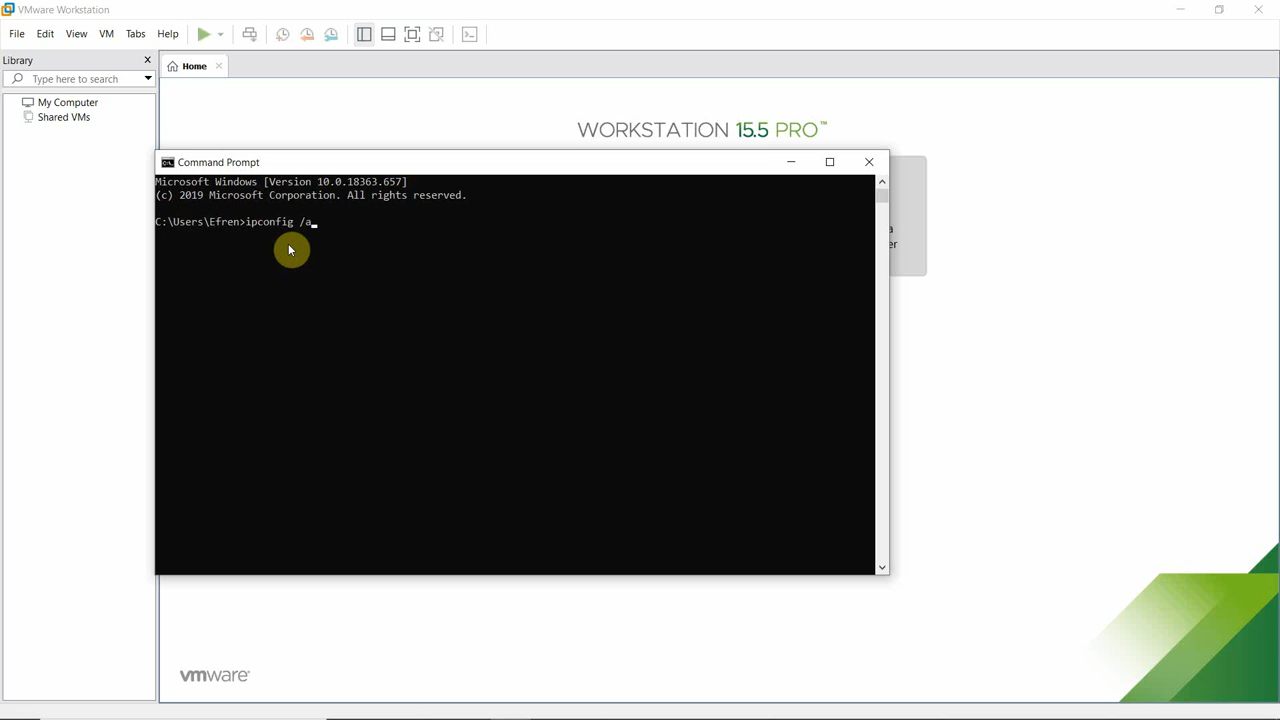 VMware Workstation
File Edit View VM Tabs Help
Library
Type here to search
My Computer
Shared VMs
Home
WORKSTATION 15.5 PRO™
Command Prompt
Microsoft Windows [Version 10.0.18363.657]
(c) 2019 Microsoft Corporation. All rights reserved.
C:\Users\Efren>ipconfig /a_
a
er
vmware®